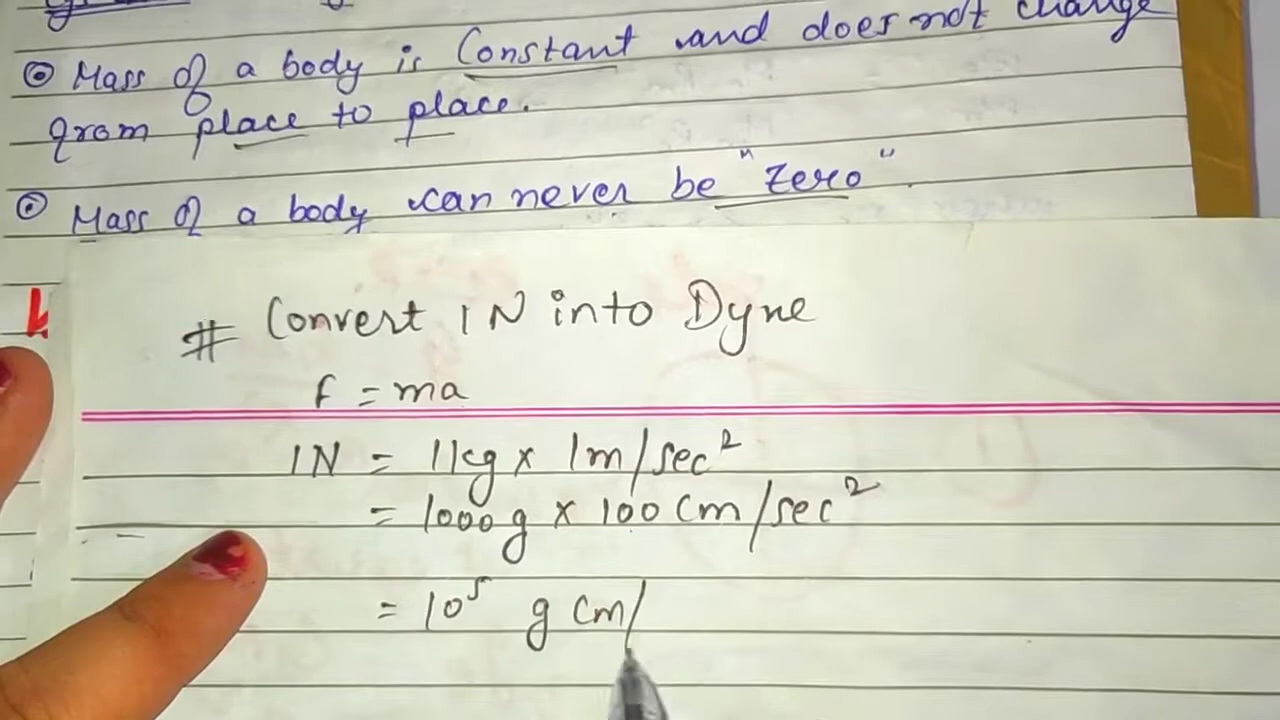 ◎ Mass of a body is Constant and does not change
from place to place.
◎ Mass of a body can never be "Zero".
# Convert 1N into Dyne
F = ma
1N = 1kg x 1m/sec²
= 1000g x 100 cm/sec²
= 10⁵ g cm/